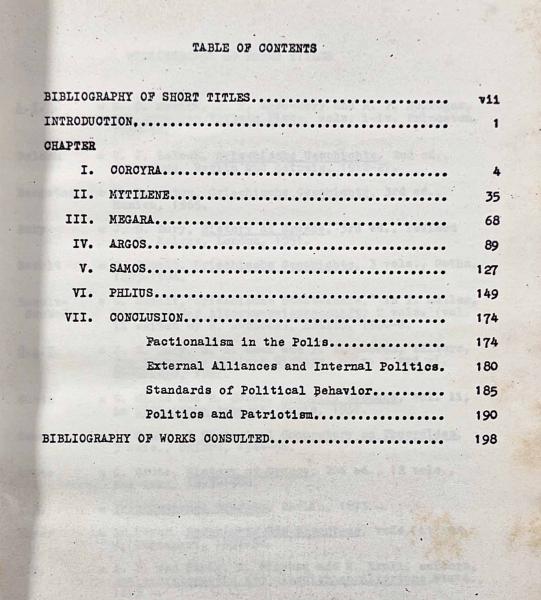 TABLE OF CONTENTS
BIBLIOGRAPHY OF SHORT TITLES........................... vii
INTRODUCTION........................................... 1
CHAPTER
I. CORCYRA....................................... 4
II. MYTILENE...................................... 35
III. MEGARA........................................ 68
IV. ARGOS......................................... 89
V. SAMOS......................................... 127
VI. PHLIUS........................................ 149
VII. CONCLUSION.................................... 174
Factionalism in the Polis................ 174
External Alliances and Internal Politics. 180
Standards of Political Behavior.......... 185
Politics and Patriotism.................. 190
BIBLIOGRAPHY OF WORKS CONSULTED........................ 198